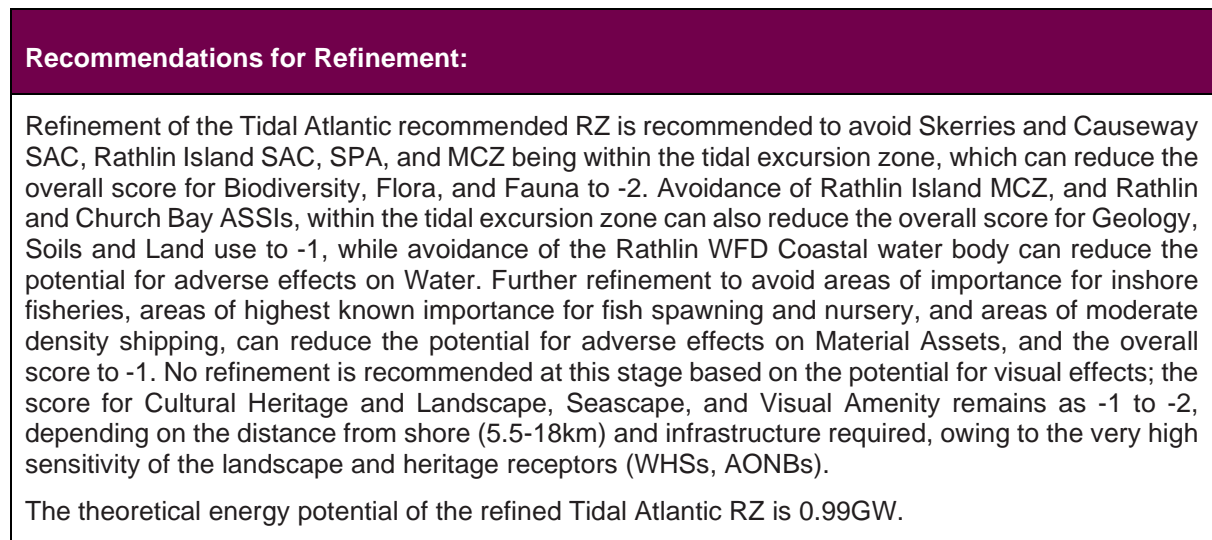 Recommendations for Refinement:
Refinement of the Tidal Atlantic recommended RZ is recommended to avoid Skerries and Causeway
SAC, Rathlin Island SAC, SPA, and MCZ being within the tidal excursion zone, which can reduce the
overall score for Biodiversity, Flora, and Fauna to -2. Avoidance of Rathlin Island MCZ, and Rathlin
and Church Bay ASSIs, within the tidal excursion zone can also reduce the overall score for Geology,
Soils and Land use to -1, while avoidance of the Rathlin WFD Coastal water body can reduce the
potential for adverse effects on Water. Further refinement to avoid areas of importance for inshore
fisheries, areas of highest known importance for fish spawning and nursery, and areas of moderate
density shipping, can reduce the potential for adverse effects on Material Assets, and the overall
score to -1. No refinement is recommended at this stage based on the potential for visual effects; the
score for Cultural Heritage and Landscape, Seascape, and Visual Amenity remains as -1 to -2,
depending on the distance from shore (5.5-18km) and infrastructure required, owing to the very high
sensitivity of the landscape and heritage receptors (WHSs, AONBs).
The theoretical energy potential of the refined Tidal Atlantic RZ is 0.99GW.